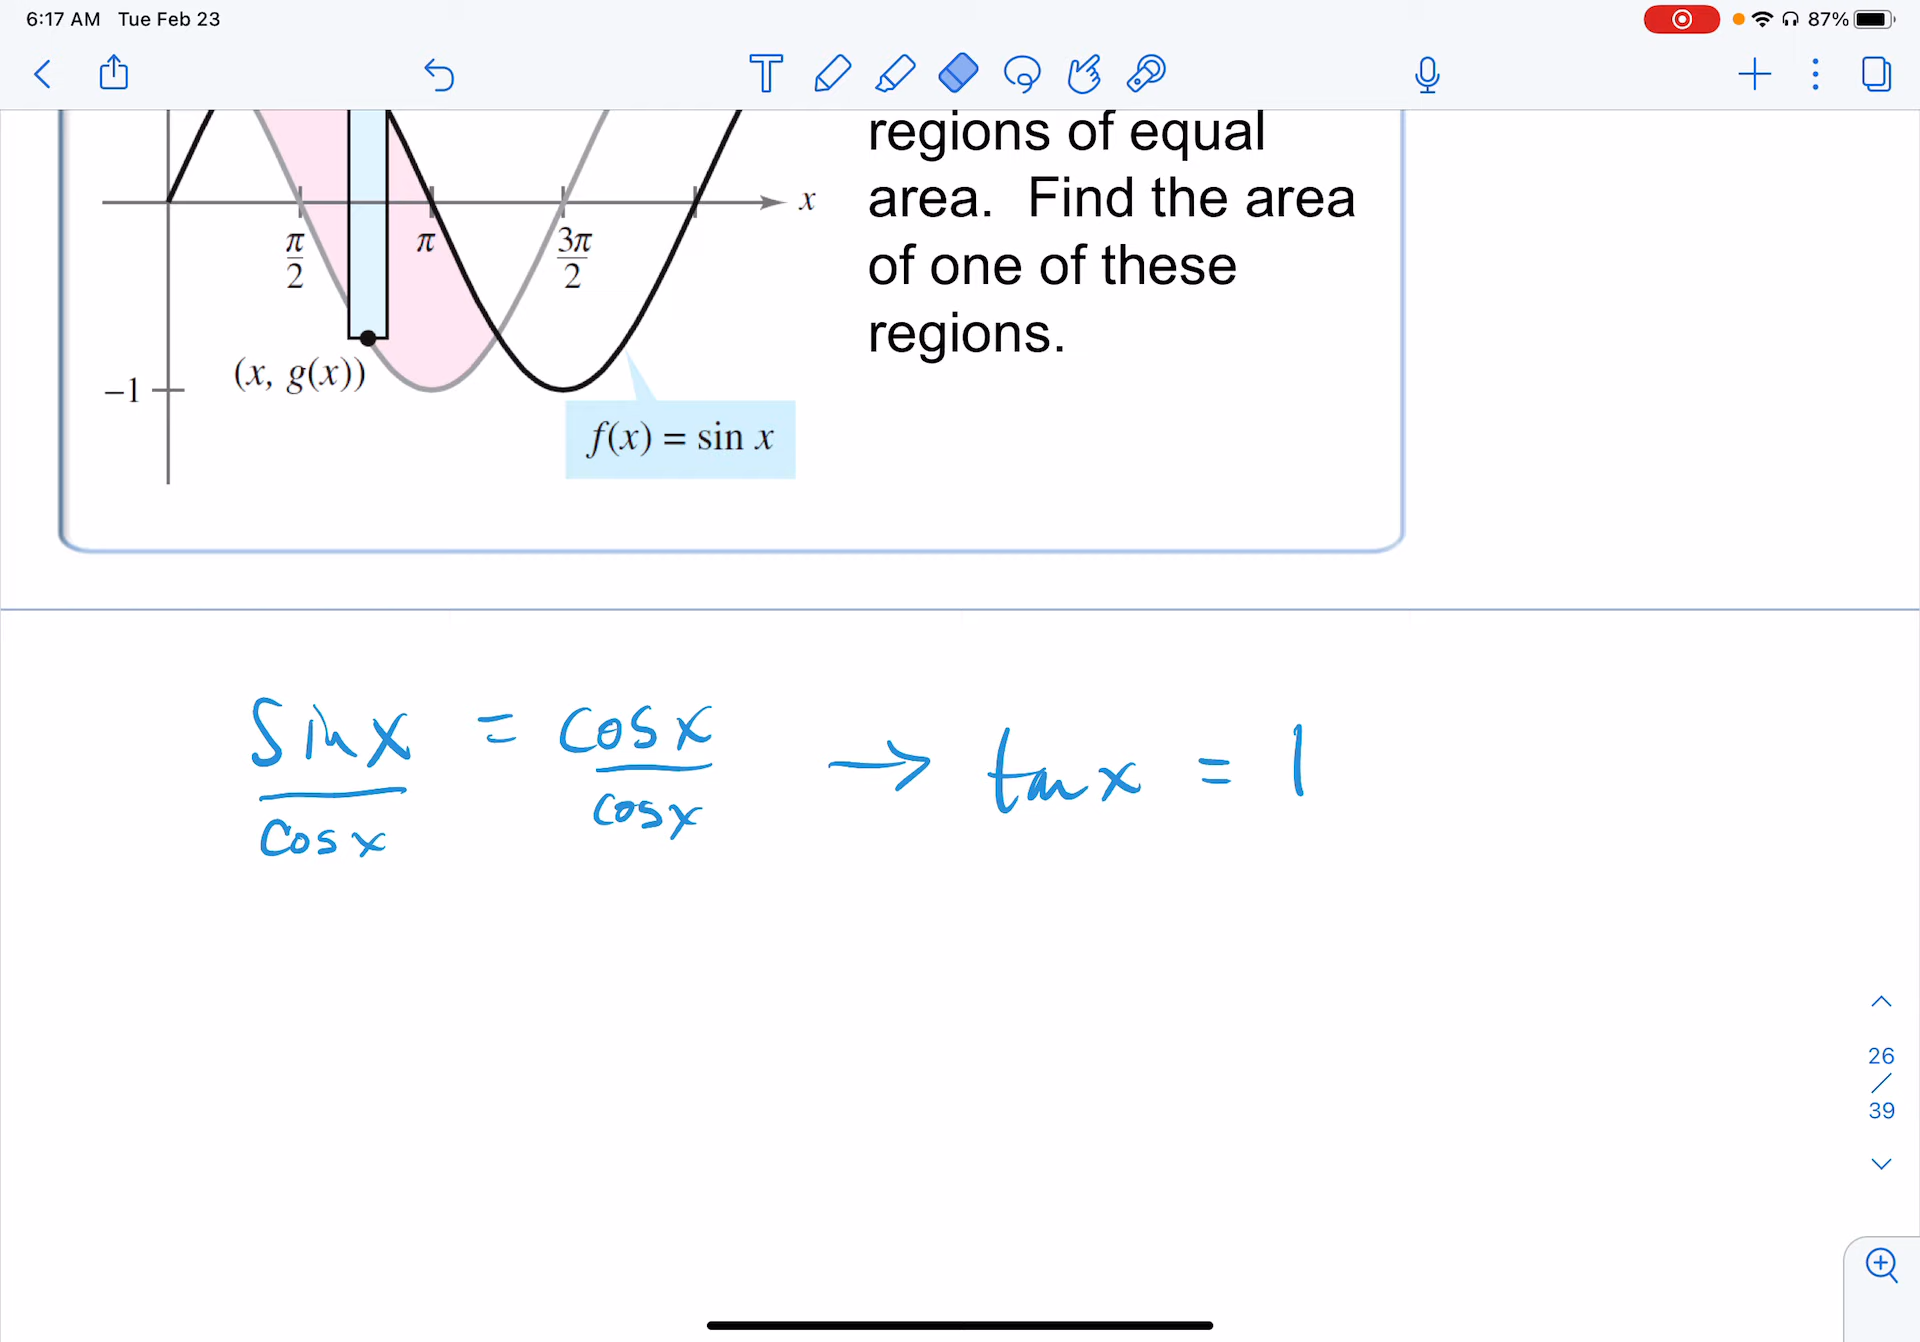 6:17 AM Tue Feb 23
87%
regions of equal
area. Find the area
of one of these
regions.
x
π/2
π
3π/2
(x, g(x))
−1
f(x) = sin x
sin x / cos x = cos x / cos x → tan x = 1
26
/
39